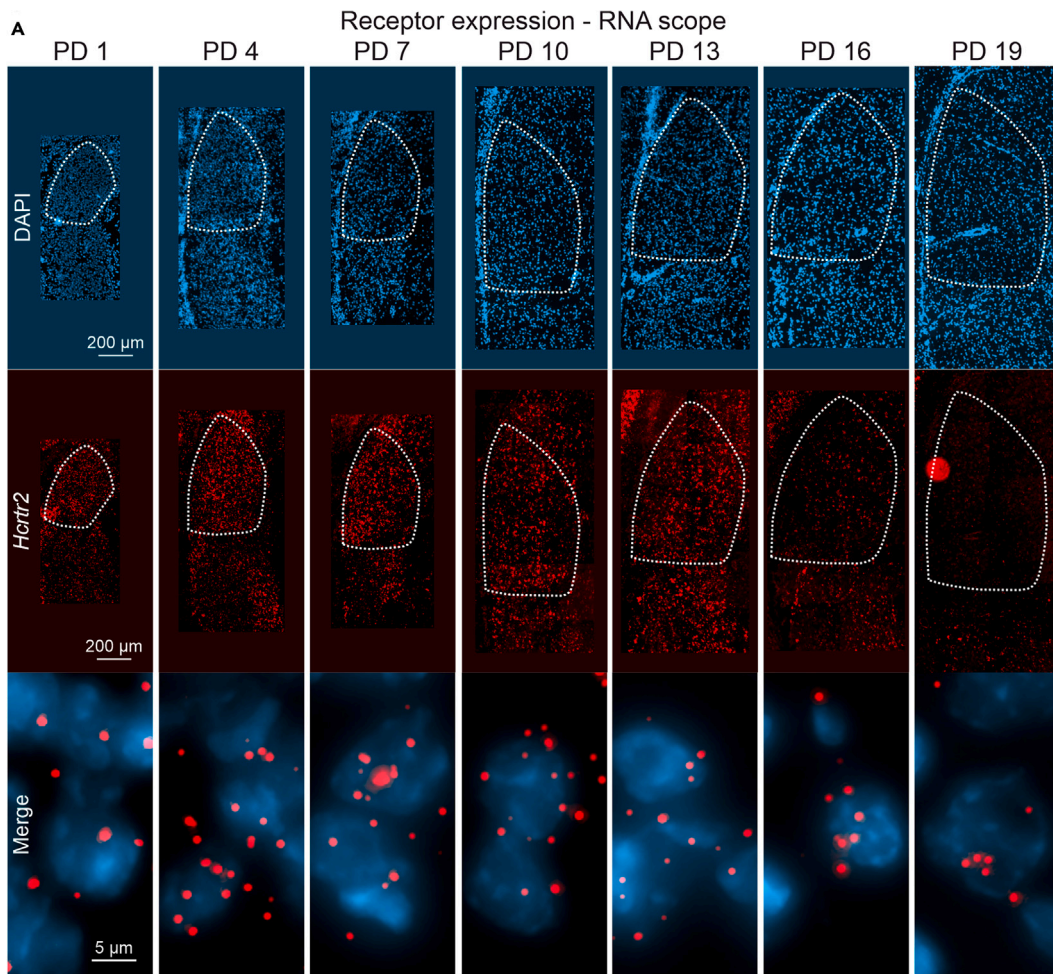 A
Receptor expression - RNA scope
PD 1 PD 4 PD 7 PD 10 PD 13 PD 16 PD 19
DAPI
200 µm
Hcrtr2
200 µm
Merge
5 µm